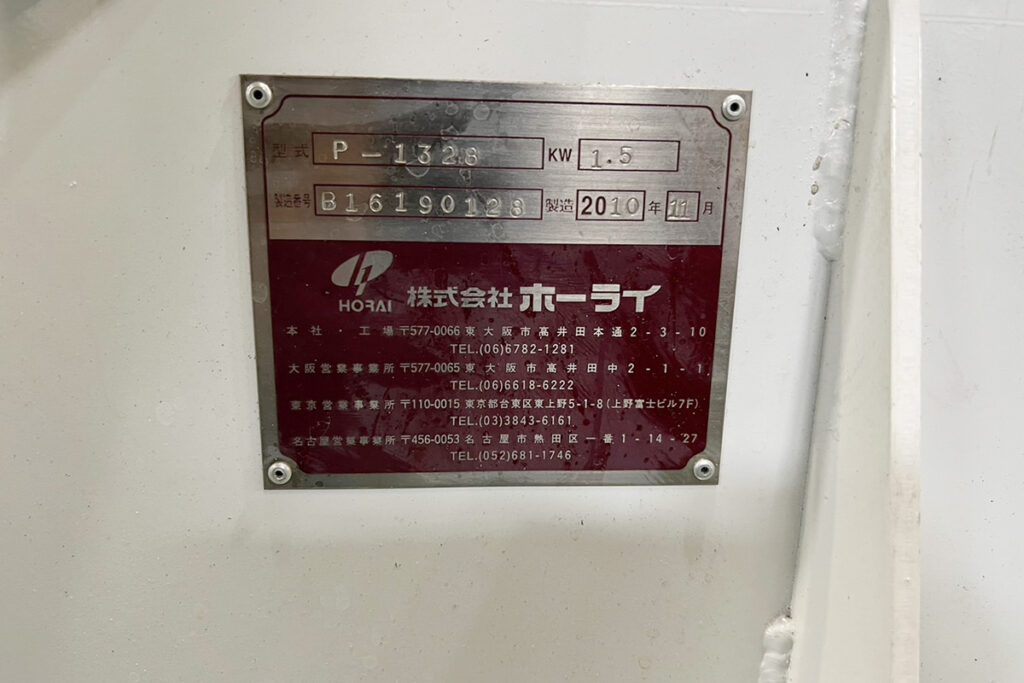 型式 P-1328 KW 1.5
製造番号 B16190128 製造 2010年 11月
HORAI 株式会社 ホーライ
本社・工場 〒577-0066 東大阪市高井田本通2-3-10
TEL.(06)6782-1281
大阪営業事業所 〒577-0065 東大阪市高井田中2-1-1
TEL.(06)6618-6222
東京営業事業所 〒110-0015 東京都台東区東上野5-1-8(上野富士ビル7F)
TEL.(03)3843-6161
名古屋営業事業所 〒456-0053 名古屋市熱田区一番1-14-27
TEL.(052)681-1746